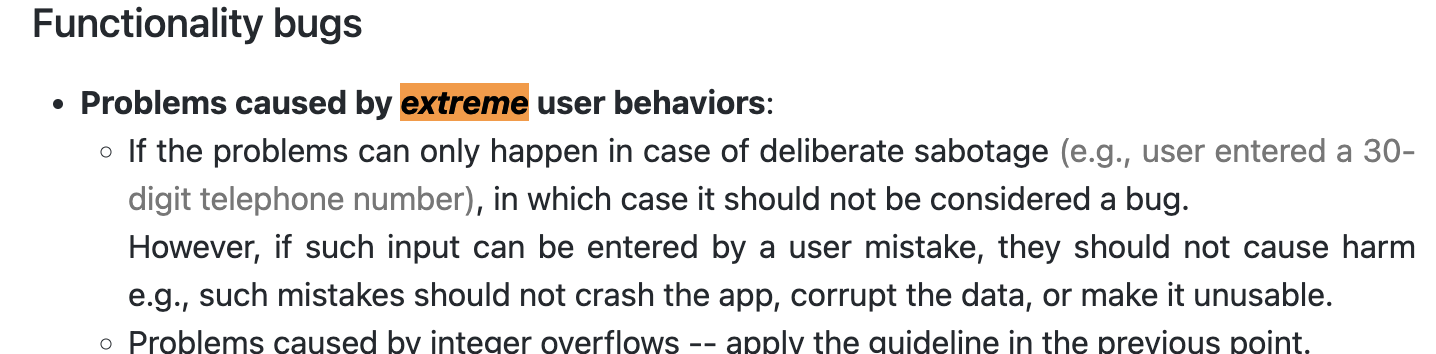 Functionality bugs
• Problems caused by extreme user behaviors:
○ If the problems can only happen in case of deliberate sabotage (e.g., user entered a 30-
digit telephone number), in which case it should not be considered a bug.
However, if such input can be entered by a user mistake, they should not cause harm
e.g., such mistakes should not crash the app, corrupt the data, or make it unusable.
○ Problems caused by integer overflows -- apply the guideline in the previous point.